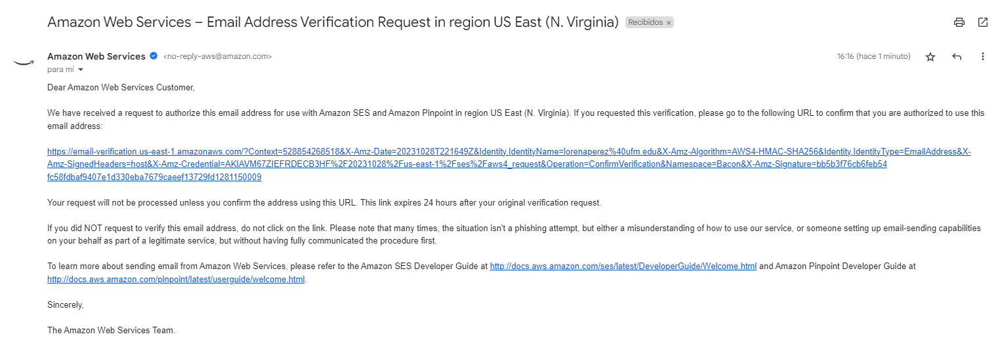 Amazon Web Services – Email Address Verification Request in region US East (N. Virginia) Recibidos ×
Amazon Web Services <no-reply-aws@amazon.com> 16:16 (hace 1 minuto)
para mí
Dear Amazon Web Services Customer,
We have received a request to authorize this email address for use with Amazon SES and Amazon Pinpoint in region US East (N. Virginia). If you requested this verification, please go to the following URL to confirm that you are authorized to use this
email address:
https://email-verification.us-east-1.amazonaws.com/?Context=528854268518&X-Amz-Date=20231028T221649Z&Identity.IdentityName=lorenaperez%40ufm.edu&X-Amz-Algorithm=AWS4-HMAC-SHA256&Identity.IdentityType=EmailAddress&X-
Amz-SignedHeaders=host&X-Amz-Credential=AKIAVM67ZIEFRDECB3HF%2F20231028%2Fus-east-1%2Fses%2Faws4_request&Operation=ConfirmVerification&Namespace=Bacon&X-Amz-Signature=bb5b3f76cb6feb54
fc58fdbaf9407e1d330eba7679caeef13729fd1281150009
Your request will not be processed unless you confirm the address using this URL. This link expires 24 hours after your original verification request.
If you did NOT request to verify this email address, do not click on the link. Please note that many times, the situation isn't a phishing attempt, but either a misunderstanding of how to use our service, or someone setting up email-sending capabilities
on your behalf as part of a legitimate service, but without having fully communicated the procedure first.
To learn more about sending email from Amazon Web Services, please refer to the Amazon SES Developer Guide at http://docs.aws.amazon.com/ses/latest/DeveloperGuide/Welcome.html and Amazon Pinpoint Developer Guide at
http://docs.aws.amazon.com/pinpoint/latest/userguide/welcome.html.
Sincerely,
The Amazon Web Services Team.